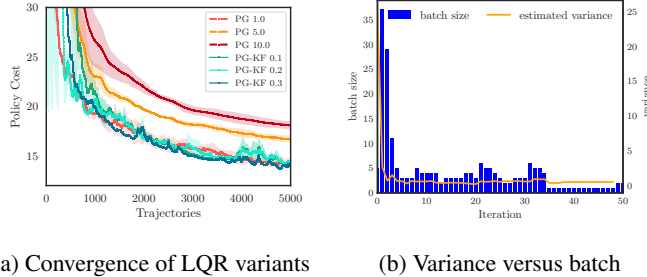 30
25
20
15
0
1000
2000
3000
4000
5000
Policy Cost
Trajectories
PG 1.0
PG 5.0
PG 10.0
PG-KF 0.1
PG-KF 0.2
PG-KF 0.3
batch size
estimated variance
35
30
25
20
15
10
5
0
batch size
25
20
15
10
5
0
variance
0
10
20
30
40
50
Iteration
a) Convergence of LQR variants
(b) Variance versus batch